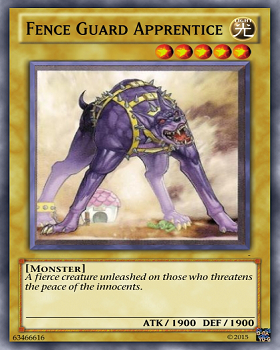 FENCE GUARD APPRENTICE
LIGHT
光
[MONSTER]
A fierce creature unleashed on those who threatens
the peace of the innocents.
ATK / 1900 DEF / 1900
63466616
©2015